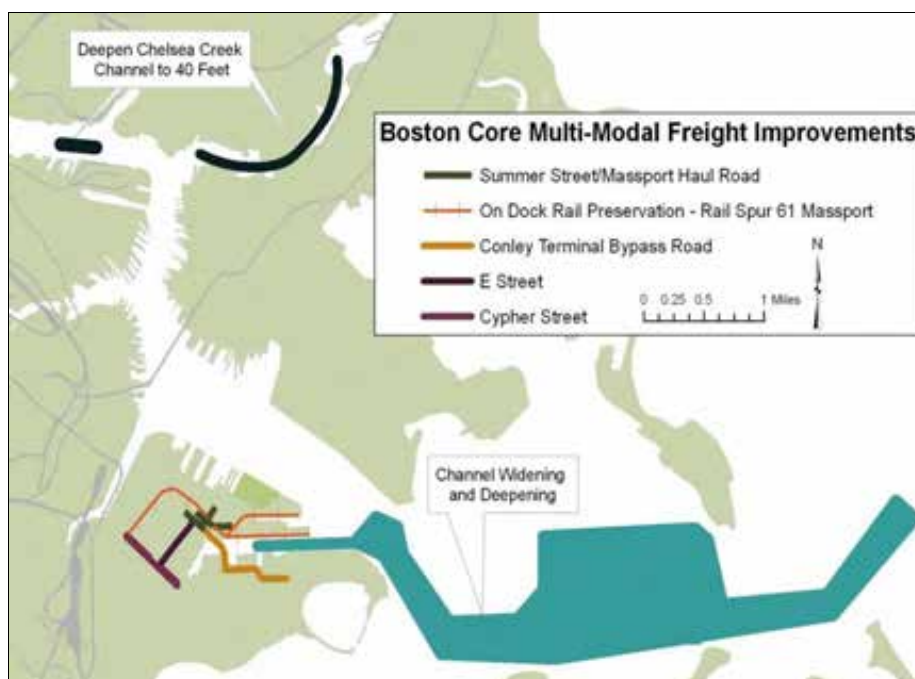 Deepen Chelsea Creek
Channel to 40 Feet
Boston Core Multi-Modal Freight Improvements
Summer Street/Massport Haul Road
On Dock Rail Preservation - Rail Spur 61 Massport
Conley Terminal Bypass Road
E Street
Cypher Street
N
0 0.25 0.5 1 Miles
Channel Widening
and Deepening